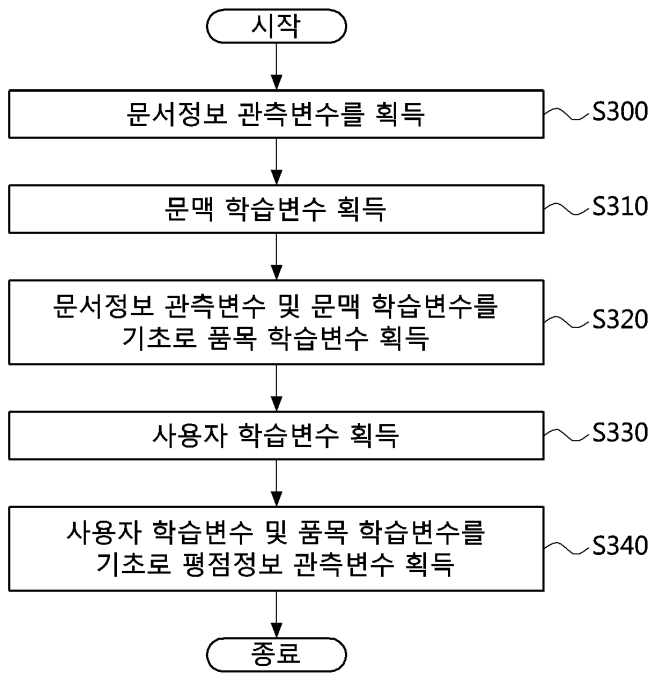 시작
문서정보 관측변수를 획득
S300
문맥 학습변수 획득
S310
문서정보 관측변수 및 문맥 학습변수를
기초로 품목 학습변수 획득
S320
사용자 학습변수 획득
S330
사용자 학습변수 및 품목 학습변수를
기초로 평점정보 관측변수 획득
S340
종료